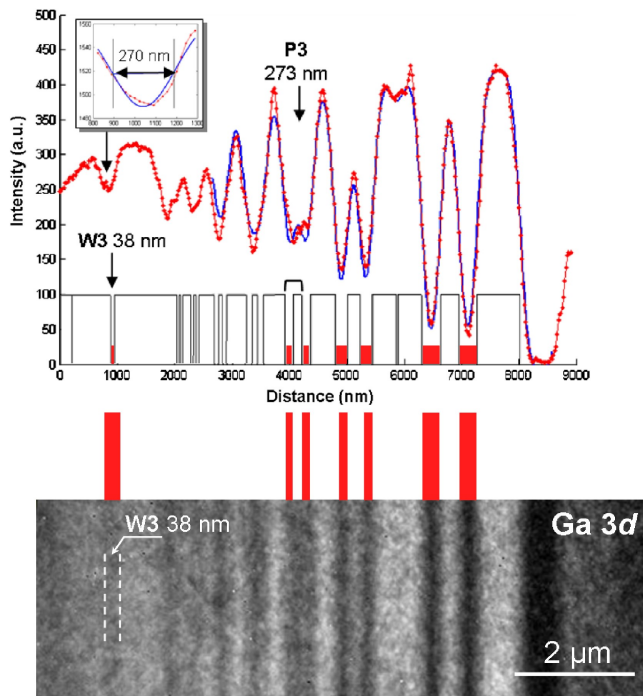 500
450
400
350
300
250
200
150
100
50
0
Intensity (a.u.)
1560
1540
1520
1500
1480
800 900 1000 1100 1200 1300
270 nm
P3
273 nm
W3 38 nm
0 1000 2000 3000 4000 5000 6000 7000 8000 9000
Distance (nm)
W3 38 nm
Ga 3d
2 µm